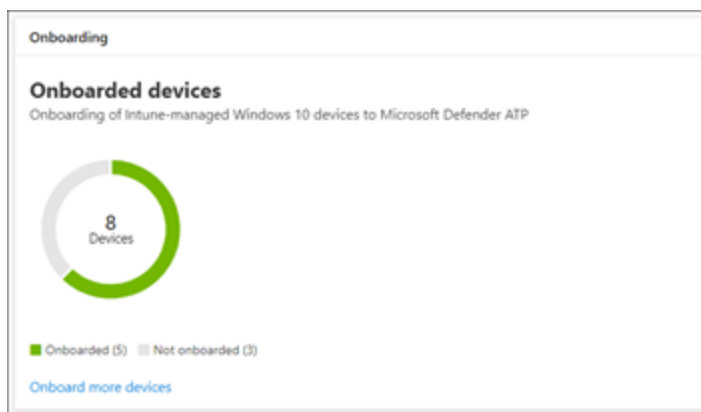 Onboarding
Onboarded devices
Onboarding of Intune-managed Windows 10 devices to Microsoft Defender ATP
8
Devices
Onboarded (5) Not onboarded (3)
Onboard more devices